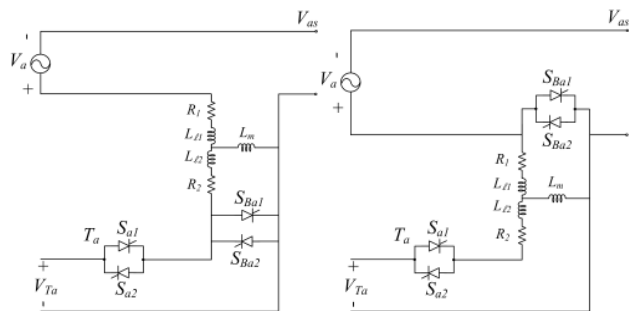 -
V_as
V_a
+
R_1
L_ℓ1
L_m
L_ℓ2
R_2
S_Ba1
S_Ba2
T_a
S_a1
S_a2
+
V_Ta
-
-
V_as
V_a
+
S_Ba1
S_Ba2
R_1
L_ℓ1
L_m
L_ℓ2
R_2
T_a
S_a1
S_a2
+
V_Ta
-